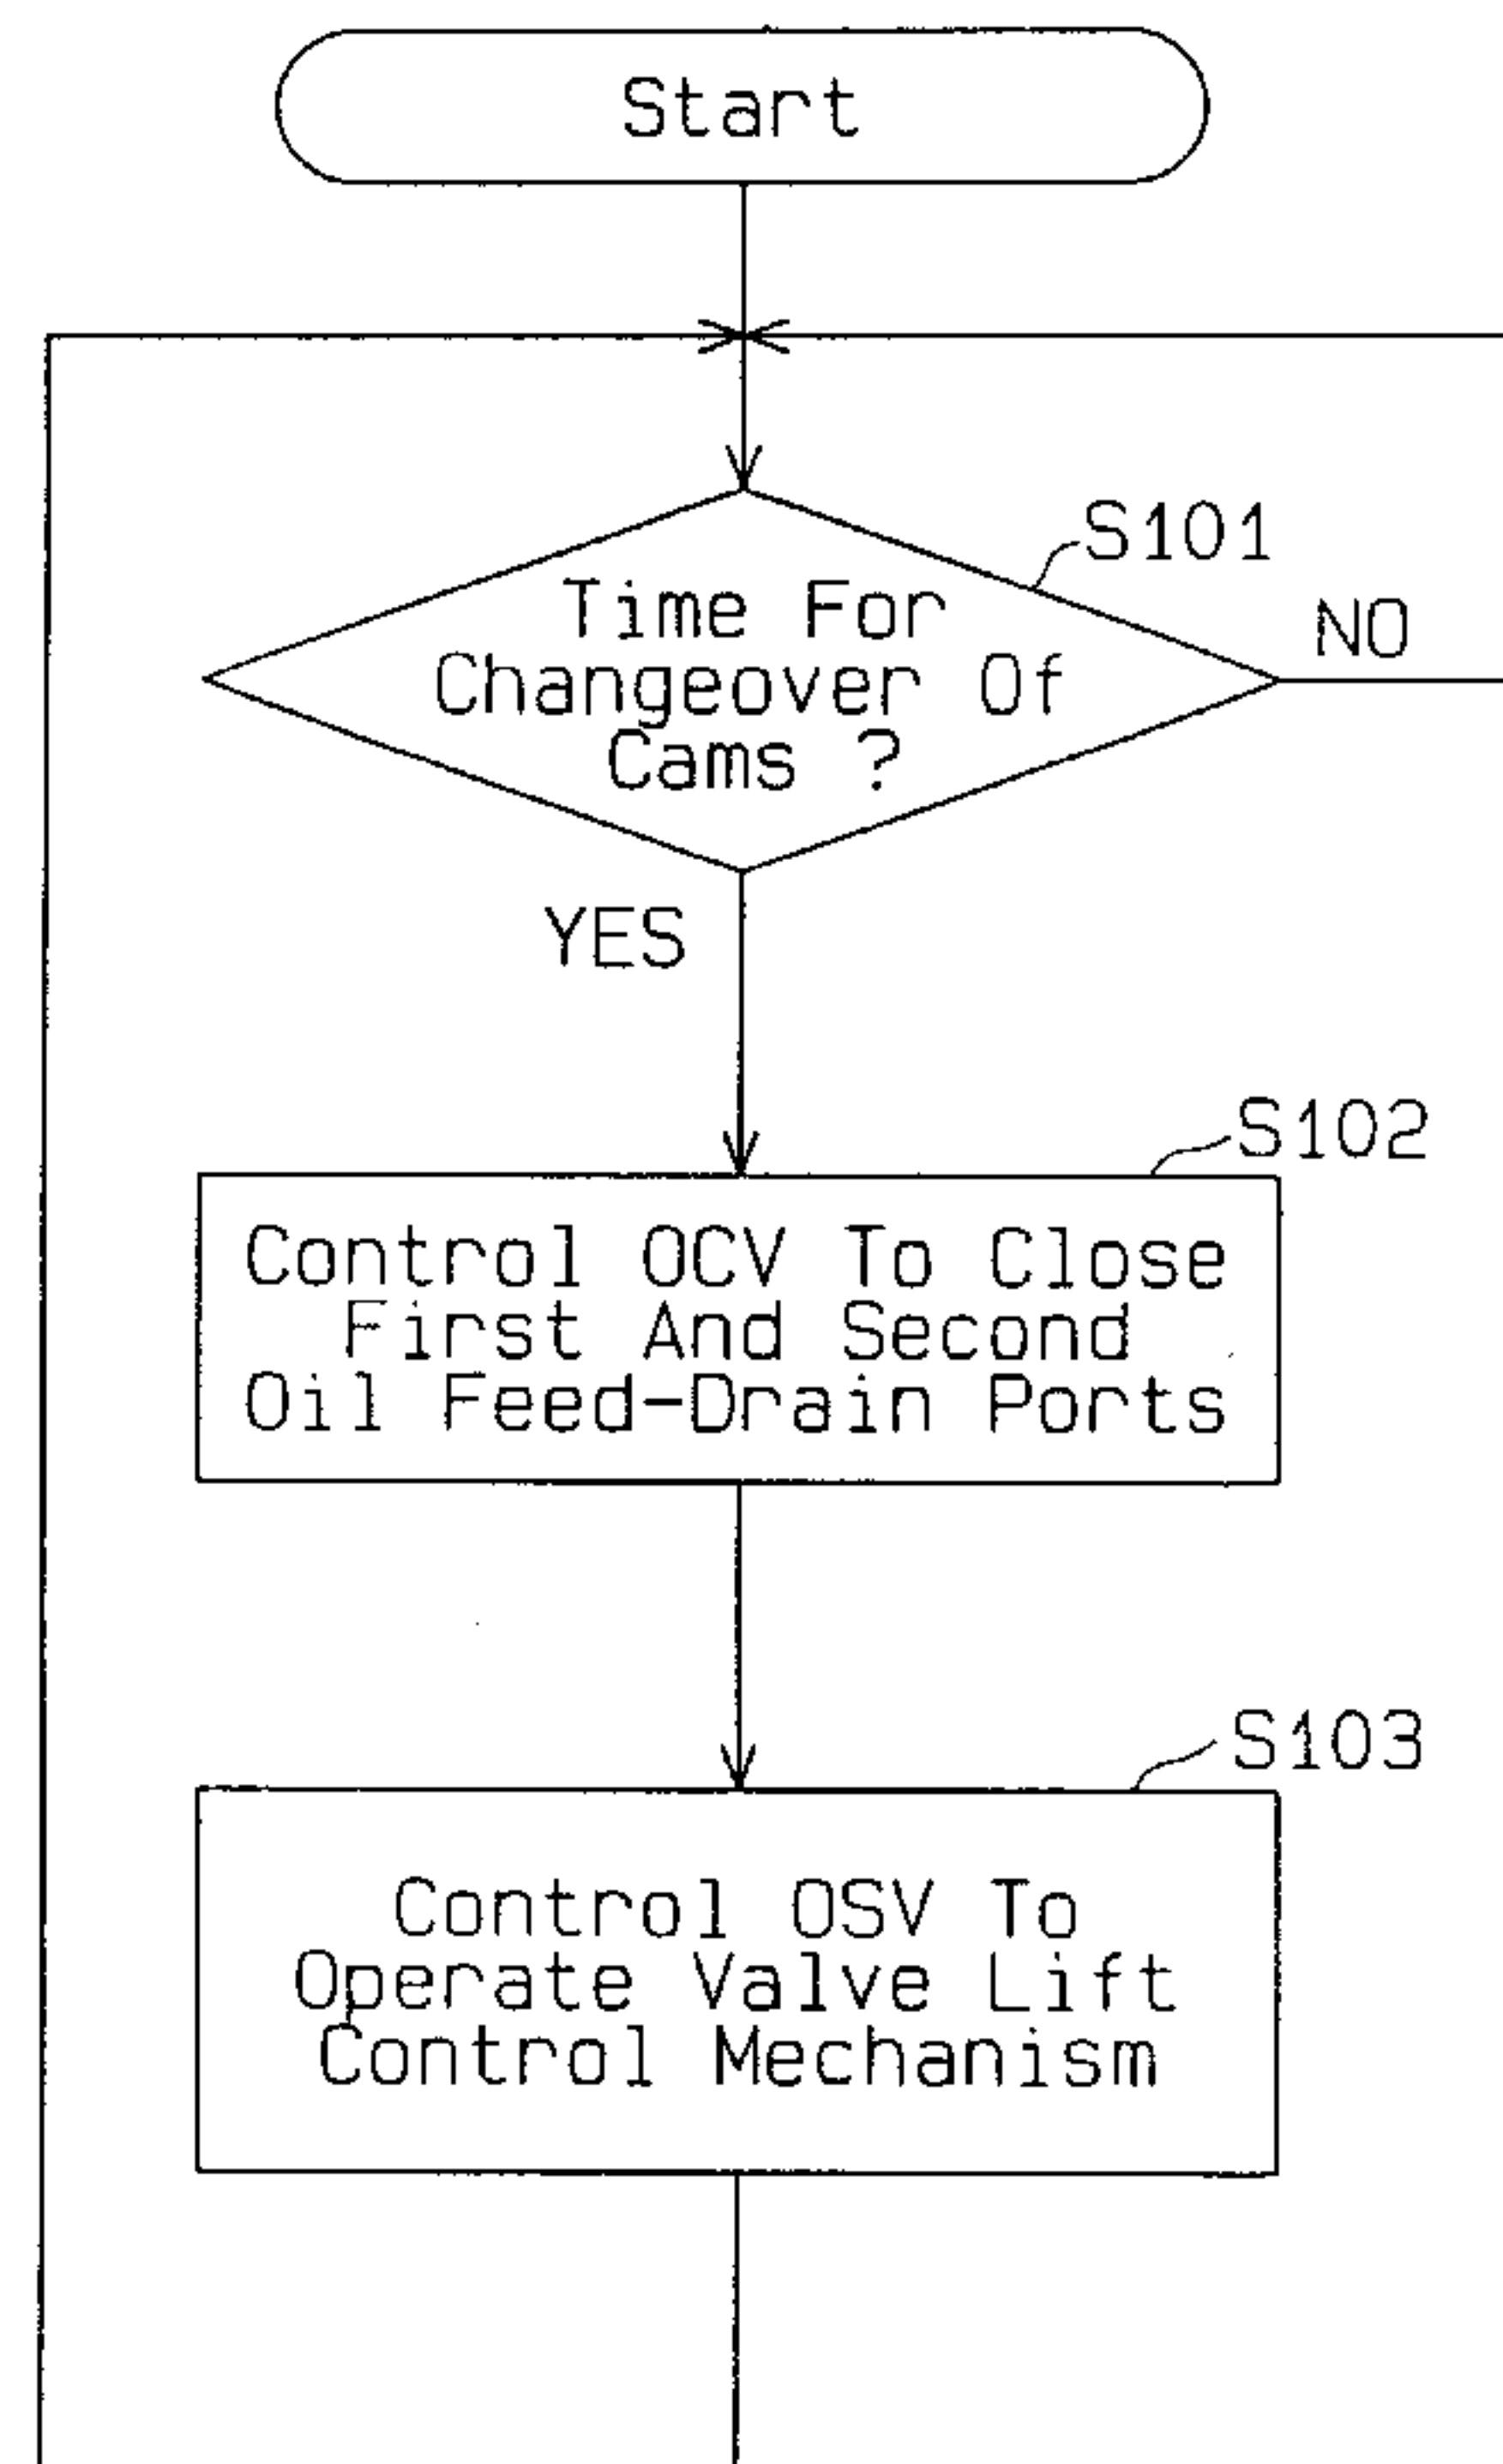 Start
S101
Time For
Changeover Of
Cams ?
NO
YES
S102
Control OCV To Close
First And Second
Oil Feed-Drain Ports
S103
Control OSV To
Operate Valve Lift
Control Mechanism